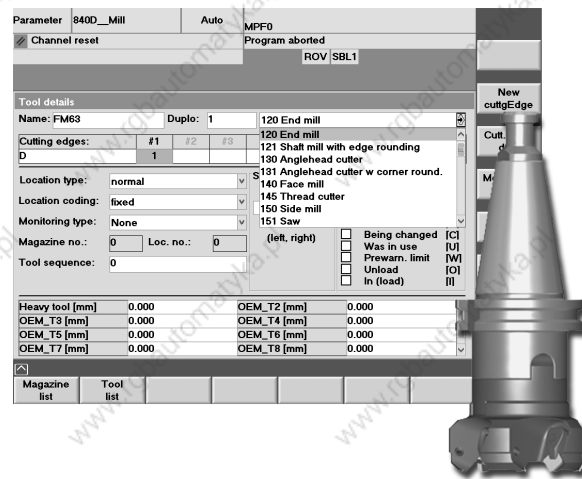 Parameter 840D__Mill Auto MPF0
Channel reset Program aborted
ROV SBL1
Tool details
New
cuttgEdge
Name: FM63 Duplo: 1 120 End mill
Cutting edges: #1 #2 #3 120 End mill
D 1 121 Shaft mill with edge rounding
130 Anglehead cutter
131 Anglehead cutter w corner round.
140 Face mill
145 Thread cutter
150 Side mill
151 Saw
Cutt.
Location type: normal
Location coding: fixed
Monitoring type: None
Magazine no.: 0 Loc. no.: 0
Tool sequence: 0
(left, right)
Being changed [C]
Was in use [U]
Prewarn. limit [W]
Unload [O]
In (load) [I]
Heavy tool [mm] 0.000 OEM_T2 [mm] 0.000
OEM_T3 [mm] 0.000 OEM_T4 [mm] 0.000
OEM_T5 [mm] 0.000 OEM_T6 [mm] 0.000
OEM_T7 [mm] 0.000 OEM_T8 [mm] 0.000
Magazine
list
Tool
list
www.rgbautomatyka.pl